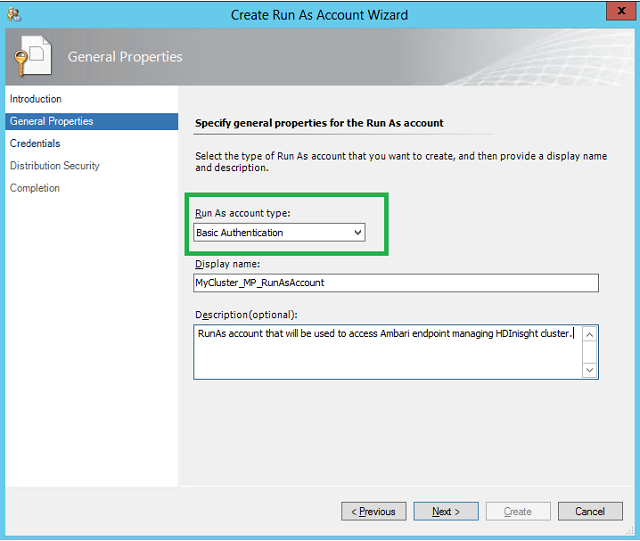 Create Run As Account Wizard
x
General Properties
Introduction
General Properties
Credentials
Distribution Security
Completion
Specify general properties for the Run As account
Select the type of Run As account that you want to create, and then provide a display name
and description.
Run As account type:
Basic Authentication
Display name:
MyCluster_MP_RunAsAccount
Description(optional):
RunAs account that will be used to access Ambari endpoint managing HDInisght cluster.
< Previous
Next >
Create
Cancel